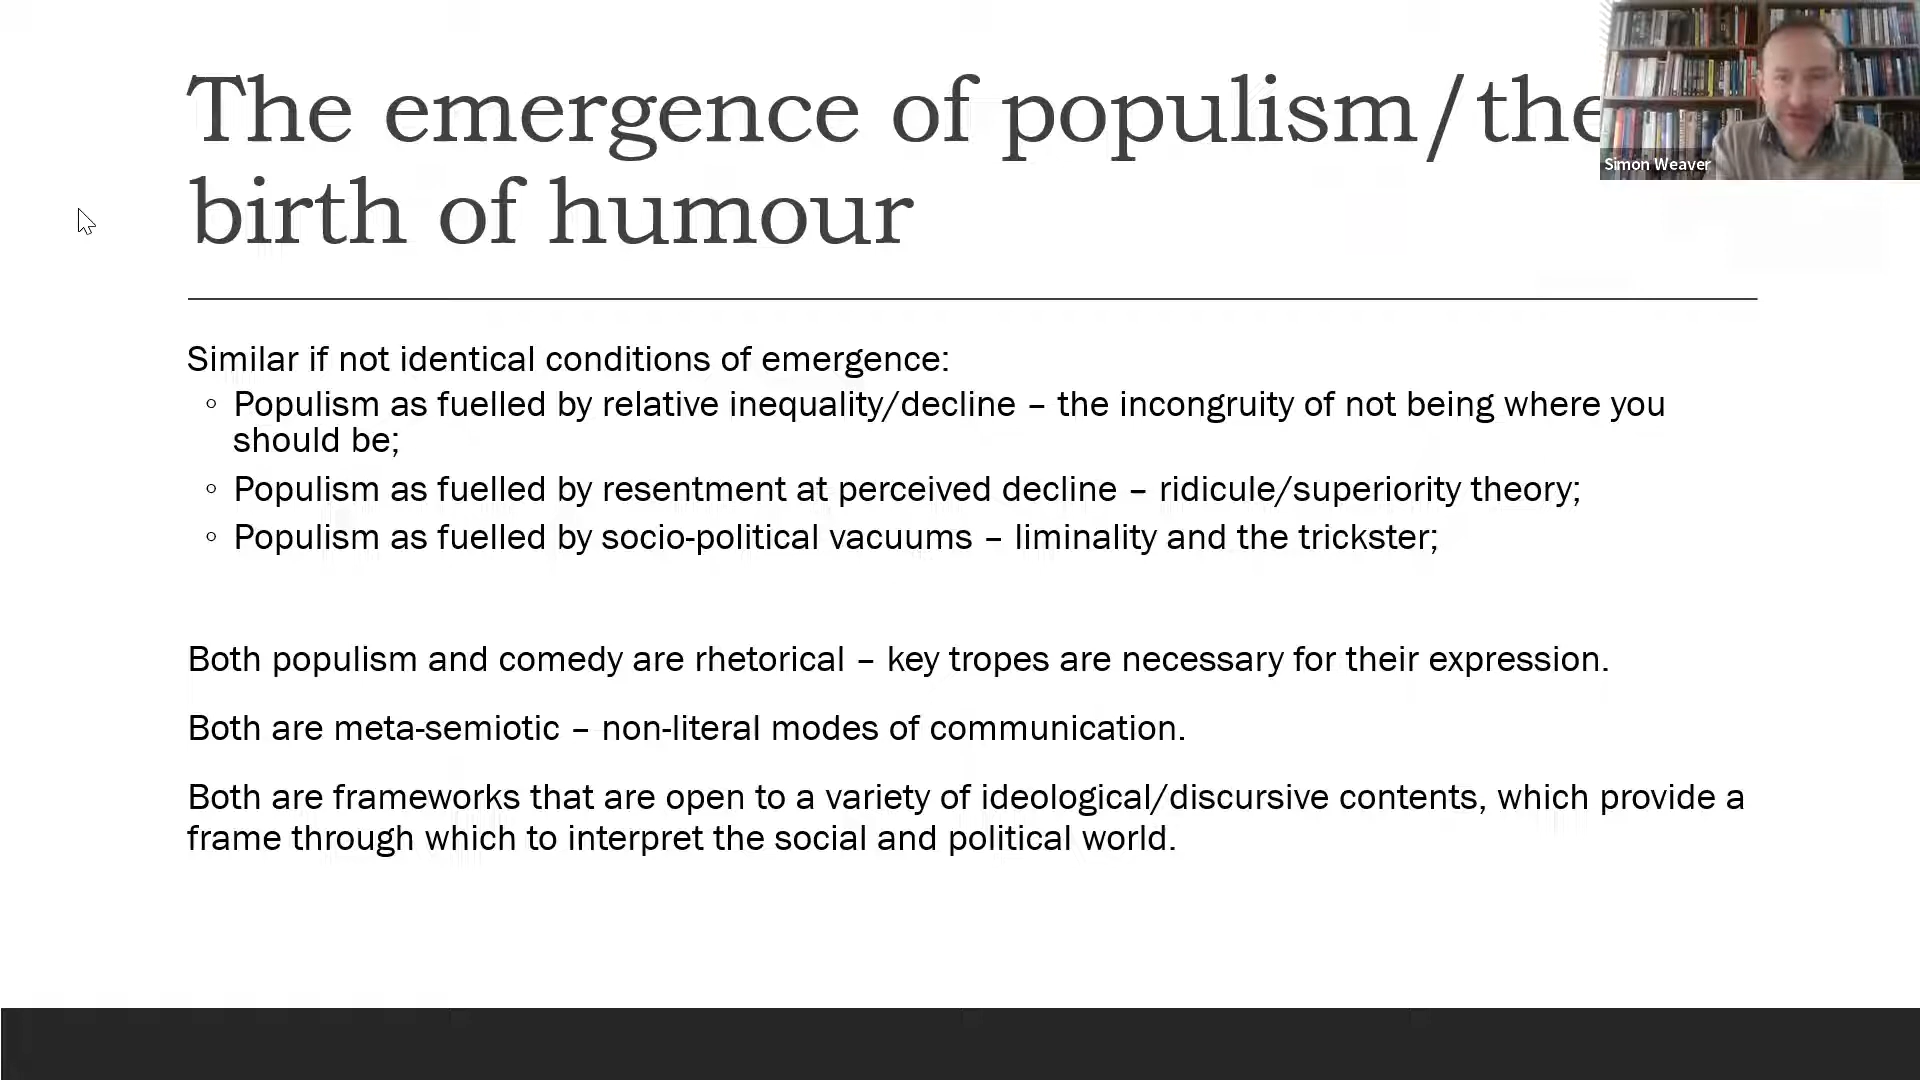 The emergence of populism/the
birth of humour
Simon Weaver
Similar if not identical conditions of emergence:
◦ Populism as fuelled by relative inequality/decline – the incongruity of not being where you
should be;
◦ Populism as fuelled by resentment at perceived decline – ridicule/superiority theory;
◦ Populism as fuelled by socio-political vacuums – liminality and the trickster;
Both populism and comedy are rhetorical – key tropes are necessary for their expression.
Both are meta-semiotic – non-literal modes of communication.
Both are frameworks that are open to a variety of ideological/discursive contents, which provide a
frame through which to interpret the social and political world.